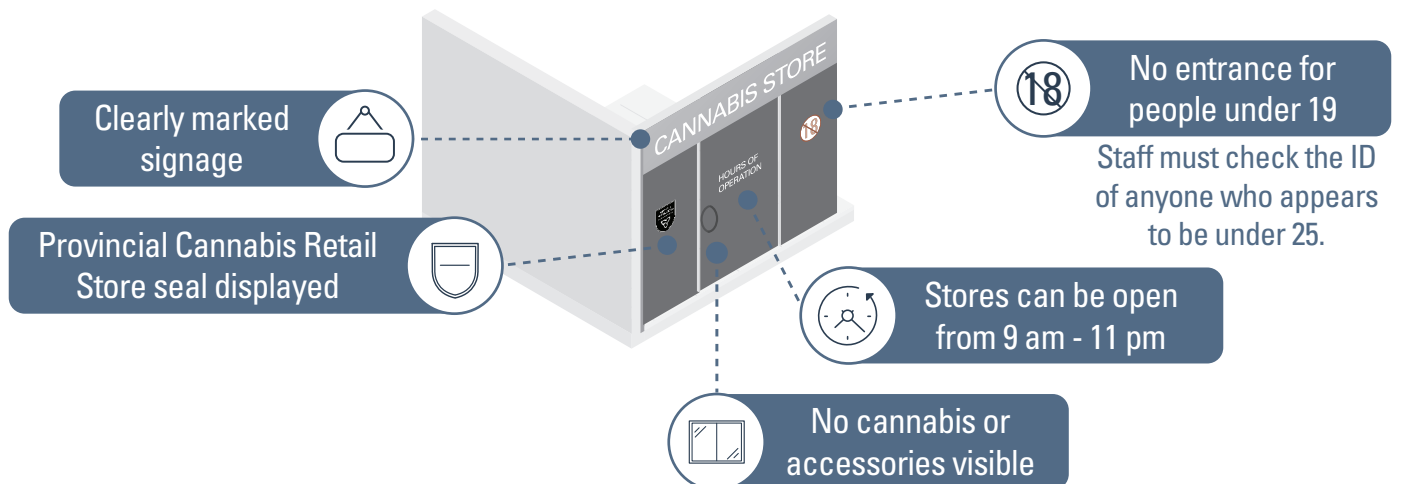 Clearly marked
signage
Provincial Cannabis Retail
Store seal displayed
CANNABIS STORE
HOURS OF
OPERATION
18
18
No entrance for
people under 19
Staff must check the ID
of anyone who appears
to be under 25.
Stores can be open
from 9 am - 11 pm
No cannabis or
accessories visible